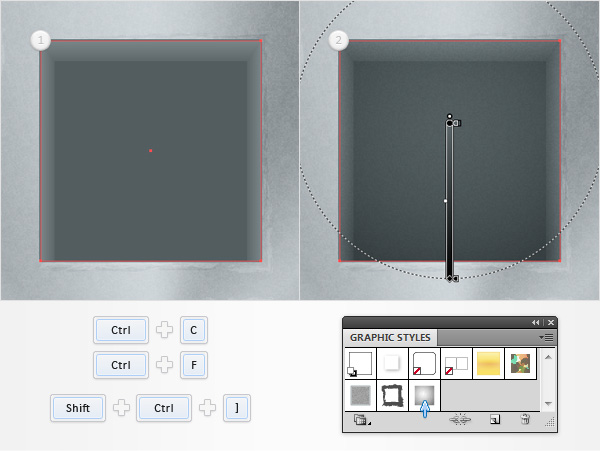 1
2
Ctrl C
Ctrl F
Shift Ctrl ]
GRAPHIC STYLES